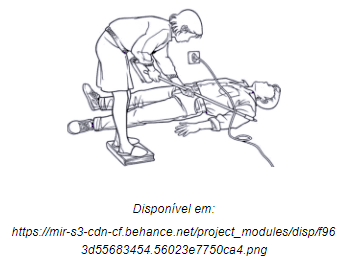 Disponível em:
https://mir-s3-cdn-cf.behance.net/project_modules/disp/f96
3d55683454.56023e7750ca4.png